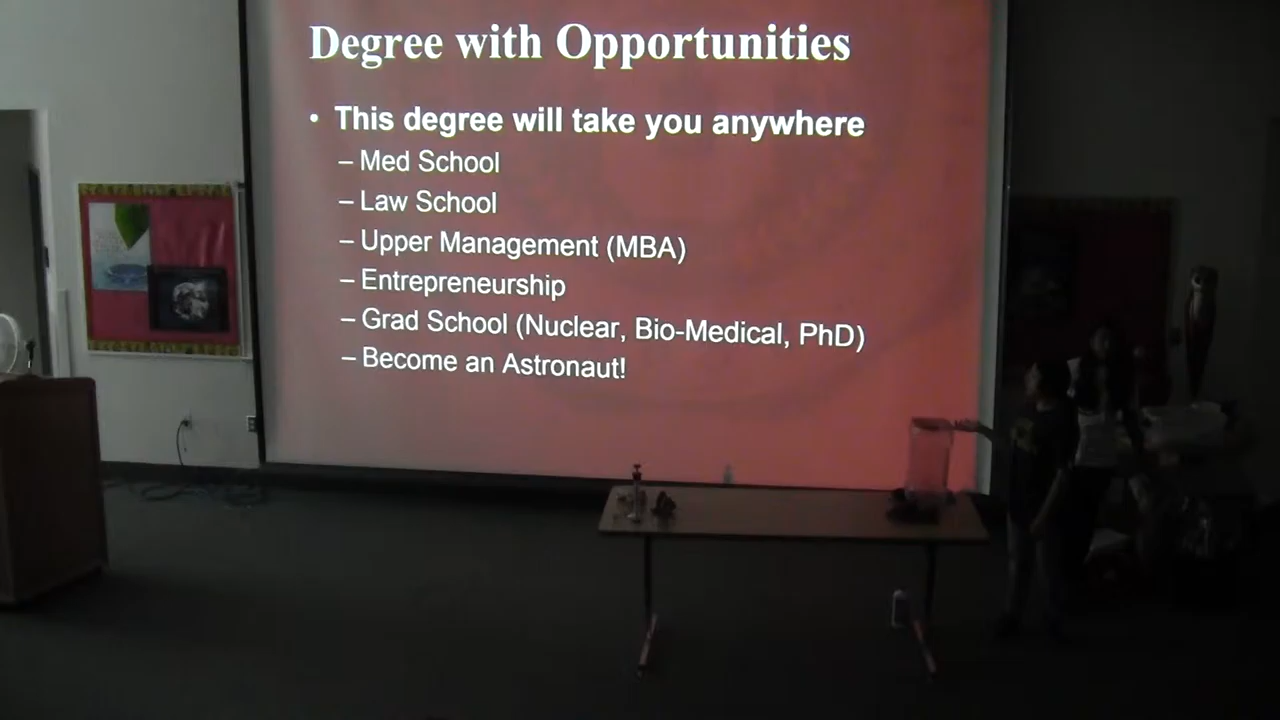 Degree with Opportunities
• This degree will take you anywhere
– Med School
– Law School
– Upper Management (MBA)
– Entrepreneurship
– Grad School (Nuclear, Bio-Medical, PhD)
– Become an Astronaut!